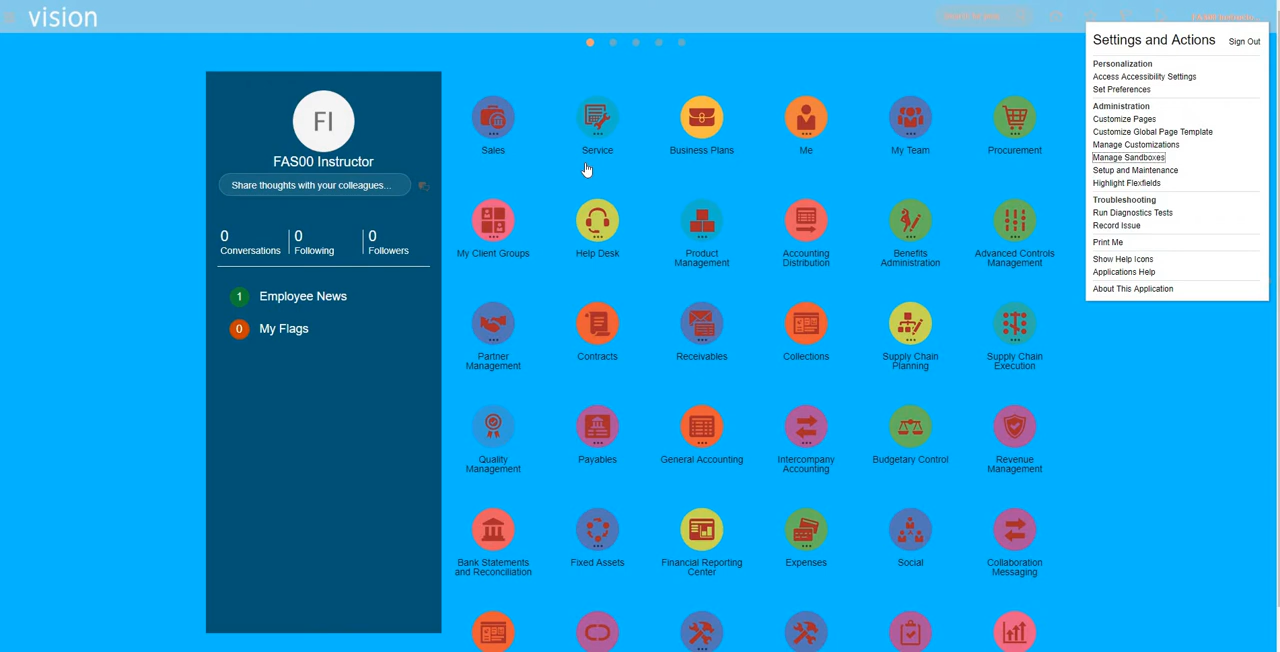 vision
Settings and Actions
Sign Out
Personalization
Access Accessibility Settings
Set Preferences
Administration
Customize Pages
Customize Global Page Template
Manage Customizations
Manage Sandboxes
Setup and Maintenance
Highlight Flexfields
Troubleshooting
Run Diagnostics Tests
Record Issue
Print Me
Show Help Icons
Applications Help
About This Application
FI
FAS00 Instructor
Share thoughts with your colleagues...
0 0 0
Conversations Following Followers
1 Employee News
0 My Flags
Sales
Service
Business Plans
Me
My Team
Procurement
My Client Groups
Help Desk
Product
Management
Accounting
Distribution
Benefits
Administration
Advanced Controls
Management
Partner
Management
Contracts
Receivables
Collections
Supply Chain
Planning
Supply Chain
Execution
Quality
Management
Payables
General Accounting
Intercompany
Accounting
Budgetary Control
Revenue
Management
Bank Statements
and Reconciliation
Fixed Assets
Financial Reporting
Center
Expenses
Social
Collaboration
Messaging